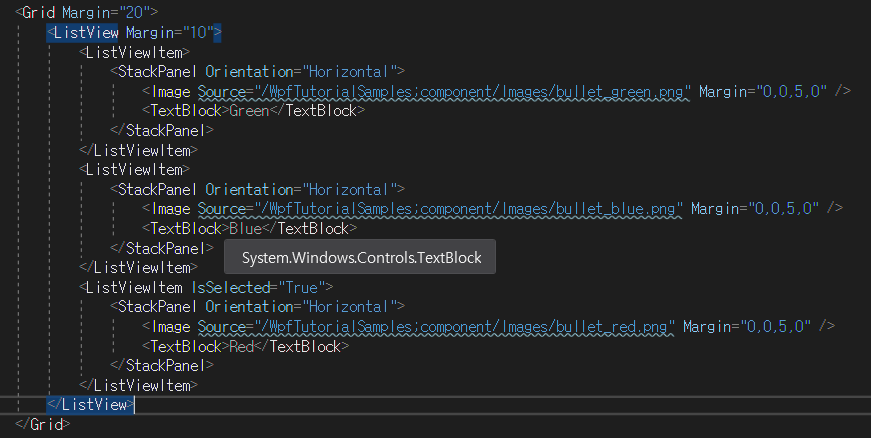 <Grid Margin="20">
<ListView Margin="10">
<ListViewItem>
<StackPanel Orientation="Horizontal">
<Image Source="/WpfTutorialSamples;component/Images/bullet_green.png" Margin="0,0,5,0" />
<TextBlock>Green</TextBlock>
</StackPanel>
</ListViewItem>
<ListViewItem>
<StackPanel Orientation="Horizontal">
<Image Source="/WpfTutorialSamples;component/Images/bullet_blue.png" Margin="0,0,5,0" />
<TextBlock>Blue</TextBlock>
</StackPanel>
System.Windows.Controls.TextBlock
</ListViewItem>
<ListViewItem IsSelected="True">
<StackPanel Orientation="Horizontal">
<Image Source="/WpfTutorialSamples;component/Images/bullet_red.png" Margin="0,0,5,0" />
<TextBlock>Red</TextBlock>
</StackPanel>
</ListViewItem>
</ListView>
</Grid>